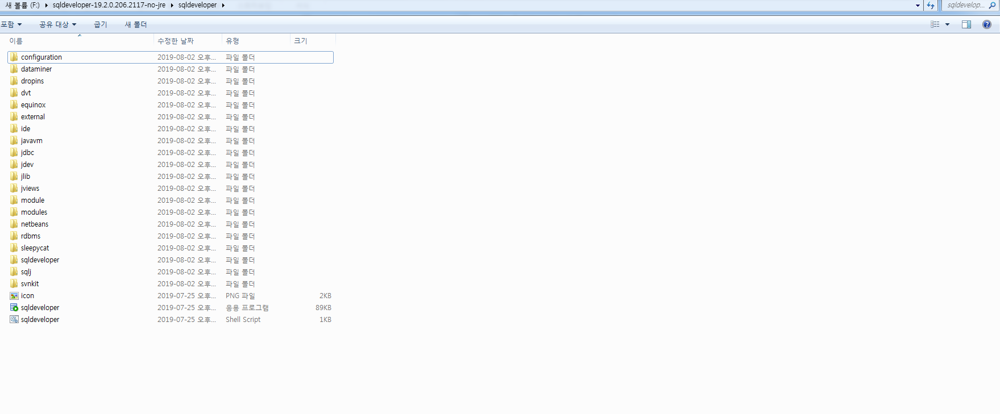 새 볼륨 (F:) ▸ sqldeveloper-19.2.0.206.2117-no-jre ▸ sqldeveloper ▸ sqldevelop...
포함 공유 대상 굽기 새 폴더
이름 수정한 날짜 유형 크기
configuration 2019-08-02 오후... 파일 폴더
dataminer 2019-08-02 오후... 파일 폴더
dropins 2019-08-02 오후... 파일 폴더
dvt 2019-08-02 오후... 파일 폴더
equinox 2019-08-02 오후... 파일 폴더
external 2019-08-02 오후... 파일 폴더
ide 2019-08-02 오후... 파일 폴더
javavm 2019-08-02 오후... 파일 폴더
jdbc 2019-08-02 오후... 파일 폴더
jdev 2019-08-02 오후... 파일 폴더
jlib 2019-08-02 오후... 파일 폴더
jviews 2019-08-02 오후... 파일 폴더
module 2019-08-02 오후... 파일 폴더
modules 2019-08-02 오후... 파일 폴더
netbeans 2019-08-02 오후... 파일 폴더
rdbms 2019-08-02 오후... 파일 폴더
sleepycat 2019-08-02 오후... 파일 폴더
sqldeveloper 2019-08-02 오후... 파일 폴더
sqlj 2019-08-02 오후... 파일 폴더
svnkit 2019-08-02 오후... 파일 폴더
icon 2019-07-25 오후... PNG 파일 2KB
sqldeveloper 2019-07-25 오후... 응용 프로그램 89KB
sqldeveloper 2019-07-25 오후... Shell Script 1KB